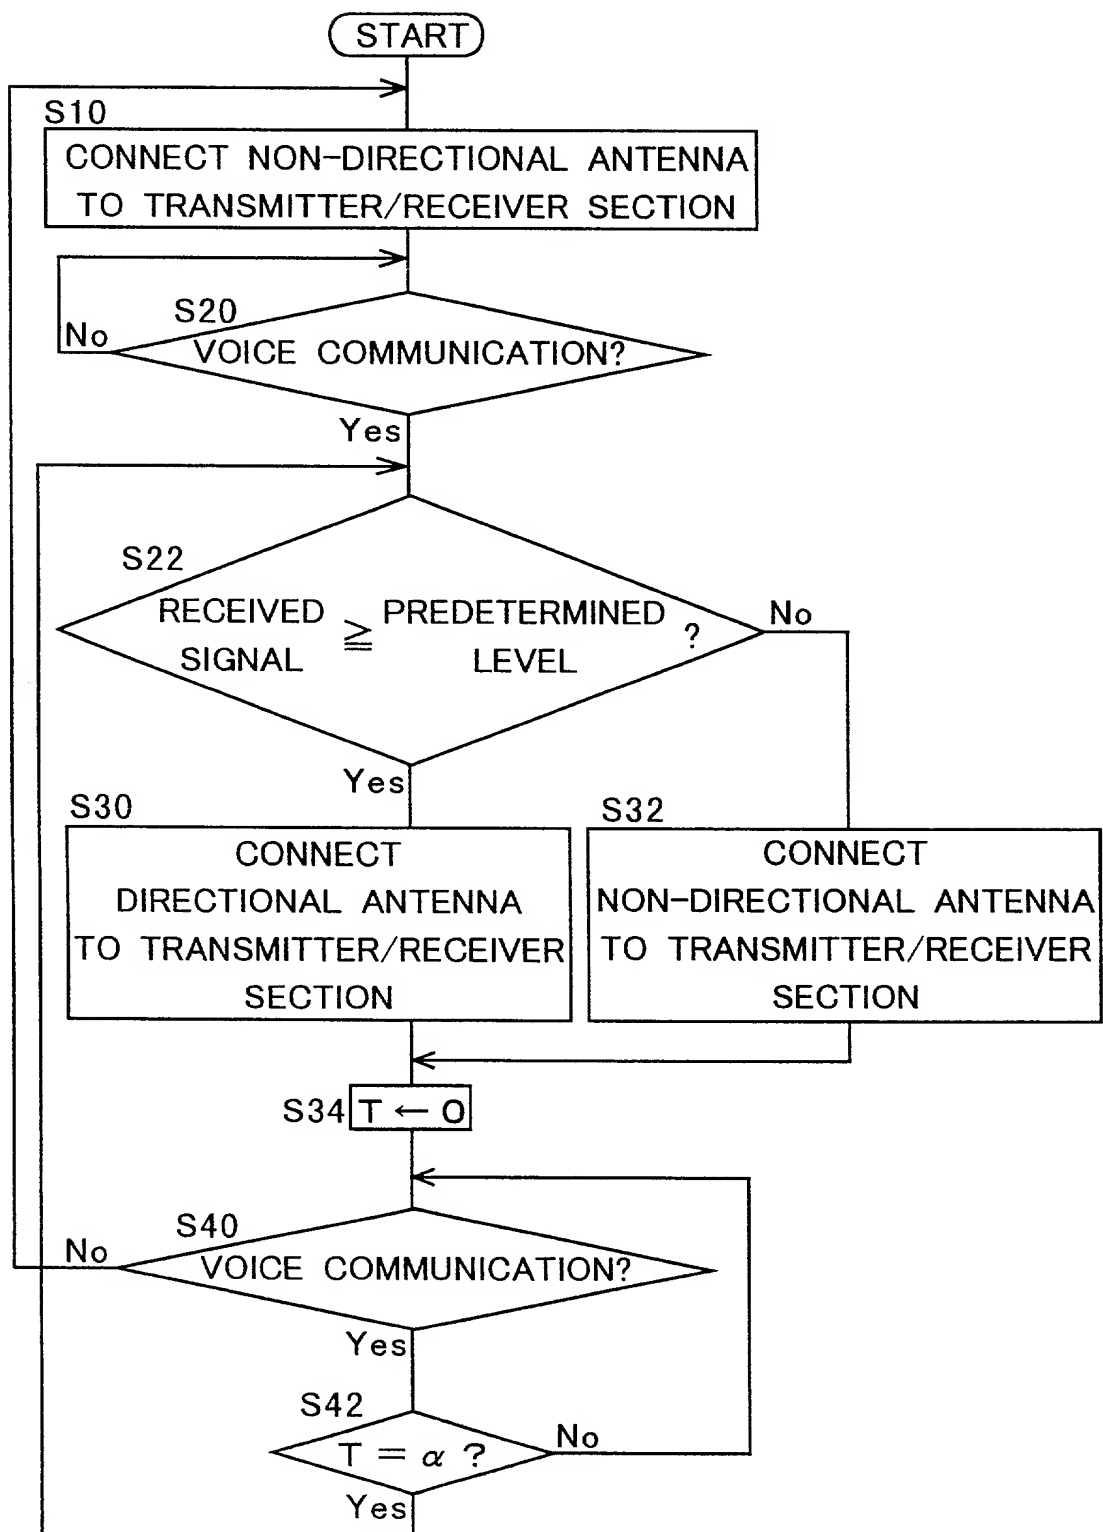 START
S10
CONNECT NON-DIRECTIONAL ANTENNA
TO TRANSMITTER/RECEIVER SECTION
S20
No
VOICE COMMUNICATION?
Yes
S22
RECEIVED SIGNAL ≧ PREDETERMINED LEVEL ?
No
Yes
S30
CONNECT
DIRECTIONAL ANTENNA
TO TRANSMITTER/RECEIVER
SECTION
S32
CONNECT
NON-DIRECTIONAL ANTENNA
TO TRANSMITTER/RECEIVER
SECTION
S34
T ← 0
S40
No
VOICE COMMUNICATION?
Yes
S42
T = α ?
No
Yes